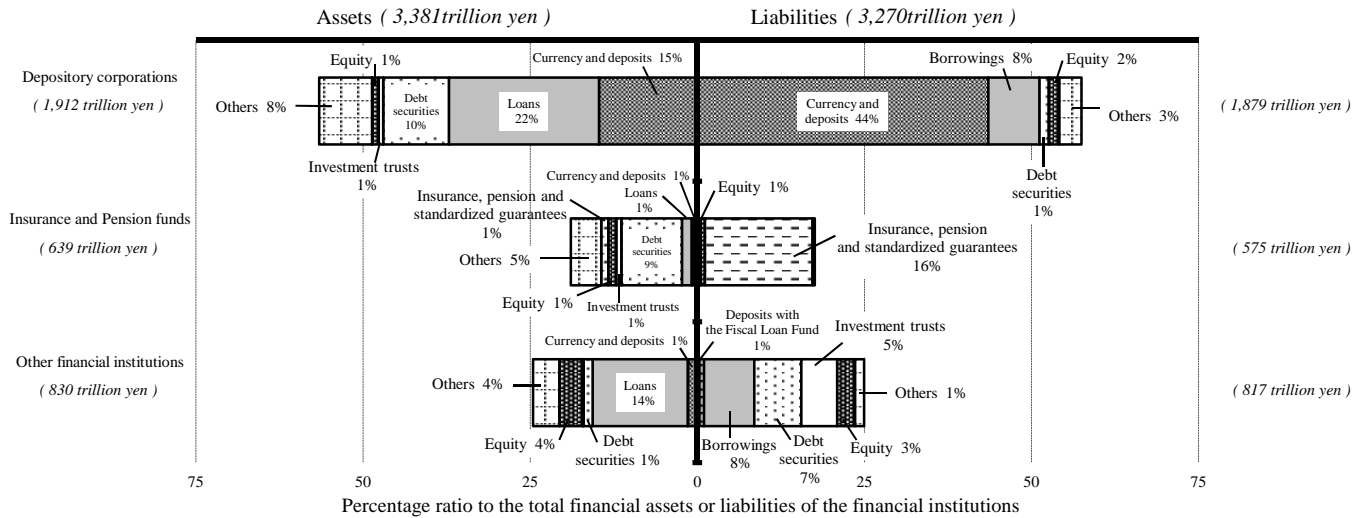 Assets ( 3,381trillion yen )
Liabilities ( 3,270trillion yen )
Depository corporations
( 1,912 trillion yen )
Others 8%
Equity 1%
Investment trusts
1%
Debt
securities
10%
Loans
22%
Currency and deposits 15%
Currency and
deposits 44%
Borrowings 8%
Debt
securities
1%
Equity 2%
Others 3%
( 1,879 trillion yen )
Insurance and Pension funds
( 639 trillion yen )
Others 5%
Insurance, pension and
standardized guarantees
1%
Equity 1%
Investment trusts
1%
Debt
securities
9%
Loans
1%
Currency and deposits 1%
Equity 1%
Insurance, pension
and standardized guarantees
16%
( 575 trillion yen )
Other financial institutions
( 830 trillion yen )
Others 4%
Equity 4%
Debt
securities 1%
Loans
14%
Currency and deposits 1%
Deposits with
the Fiscal Loan Fund
1%
Borrowings
8%
Debt
securities
7%
Investment trusts
5%
Equity 3%
Others 1%
( 817 trillion yen )
75 50 25 0 25 50 75
Percentage ratio to the total financial assets or liabilities of the financial institutions